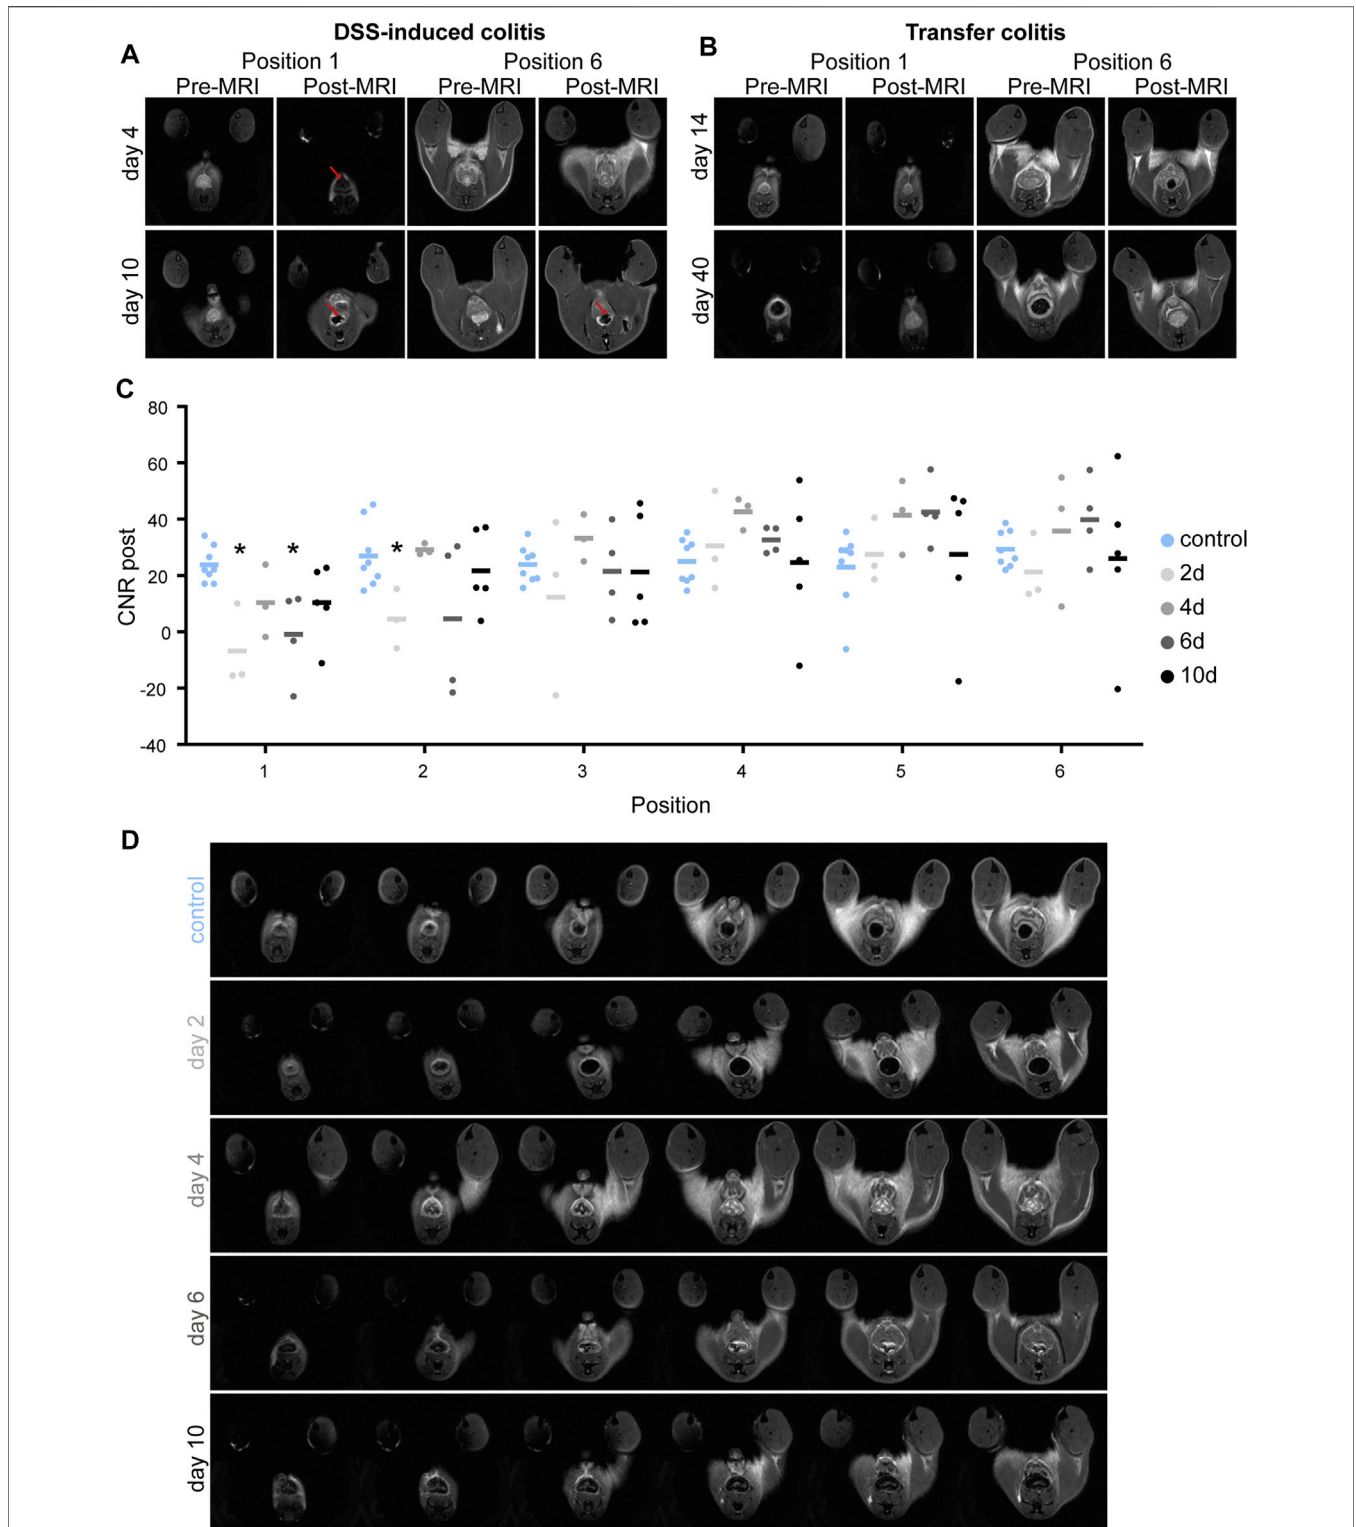 DSS-induced colitis
Transfer colitis
A
B
Position 1
Position 6
Position 1
Position 6
Pre-MRI
Post-MRI
Pre-MRI
Post-MRI
Pre-MRI
Post-MRI
Pre-MRI
Post-MRI
day 4
day 14
day 10
day 40
C
80
60
40
20
0
-20
-40
CNR post
* * *
control
2d
4d
6d
10d
1 2 3 4 5 6
Position
D
control
day 2
day 4
day 6
day 10